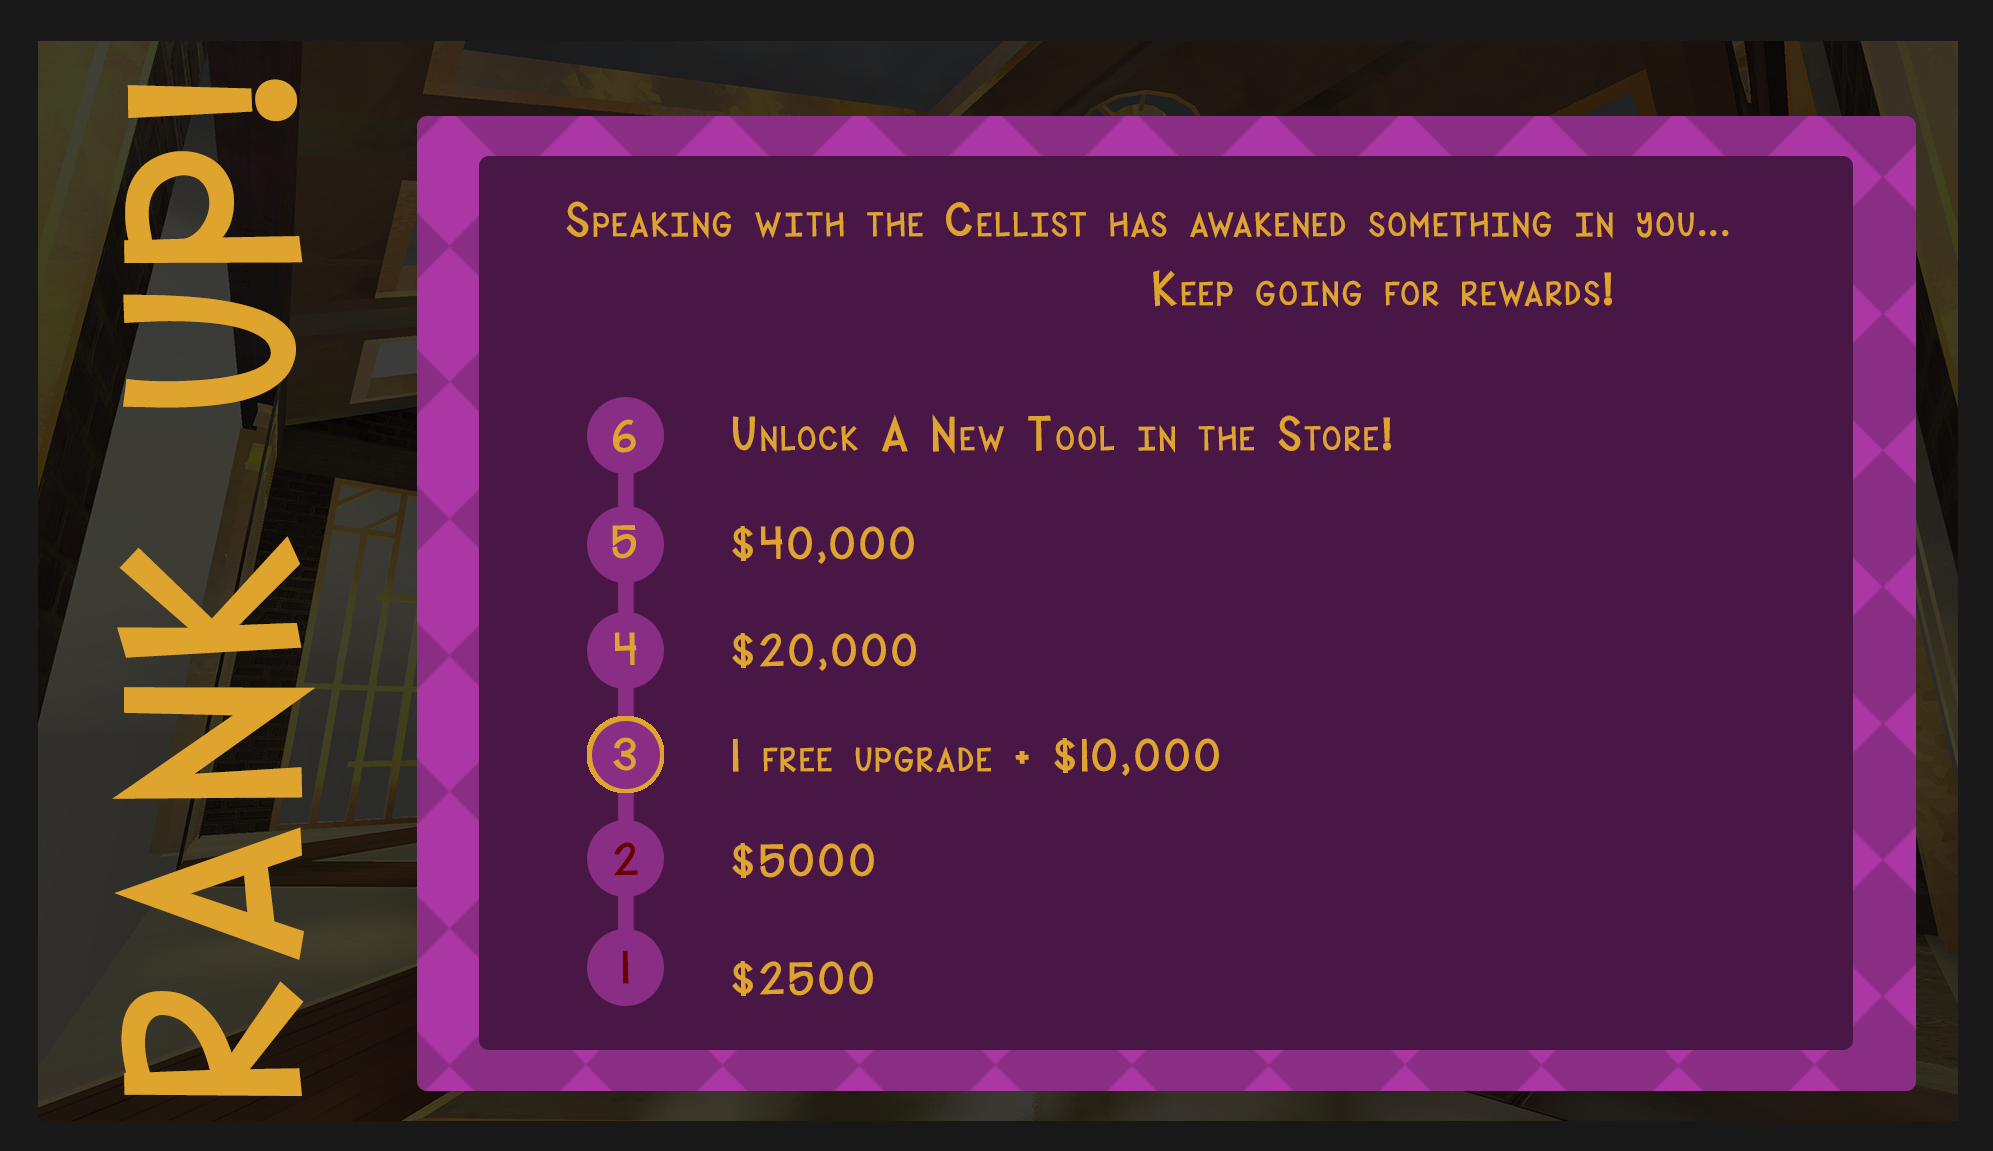 RANK UP!
Speaking with the Cellist has awakened something in you...
Keep going for rewards!
6 Unlock A New Tool in the Store!
5 $40,000
4 $20,000
3 1 free upgrade + $10,000
2 $5000
1 $2500